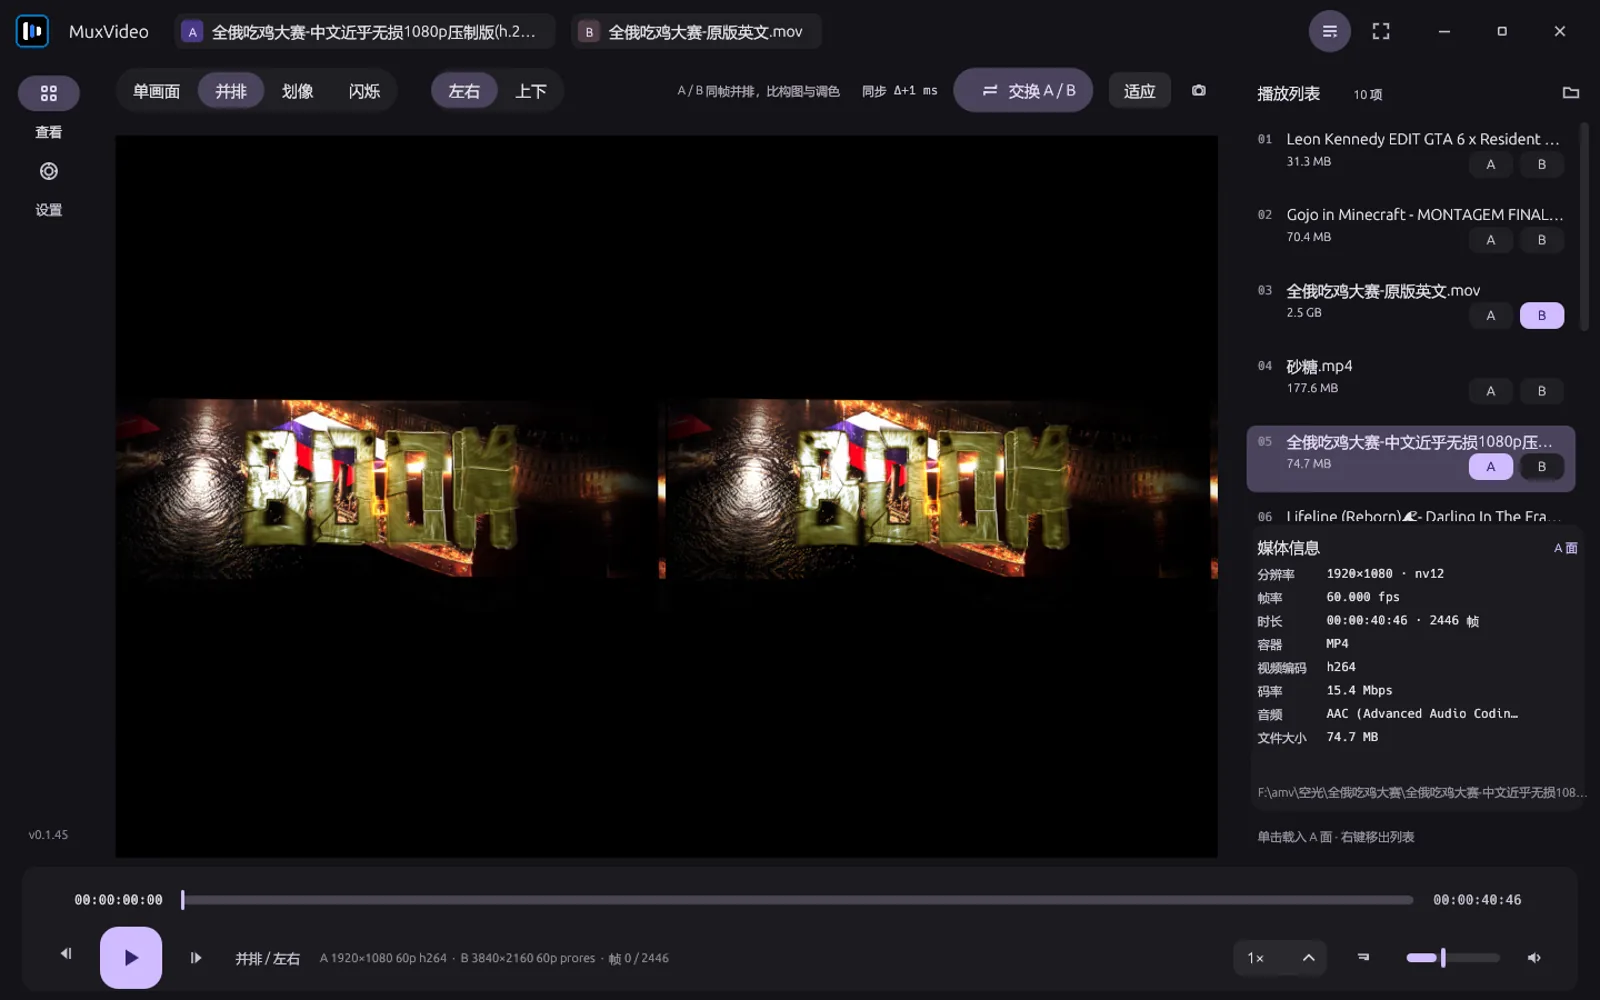 MuxVideo
A 全俄吃鸡大赛-中文近乎无损1080p压制版(h.2...
B 全俄吃鸡大赛-原版英文.mov
查看
设置
v0.1.45
单画面 并排 划像 闪烁
左右 上下
A / B 同帧并排，比构图与调色 同步 Δ+1 ms
交换 A / B
适应
播放列表 10 项
01 Leon Kennedy EDIT GTA 6 x Resident ...
31.3 MB
A B
02 Gojo in Minecraft - MONTAGEM FINAL...
70.4 MB
A B
03 全俄吃鸡大赛-原版英文.mov
2.5 GB
A B
04 砂糖.mp4
177.6 MB
A B
05 全俄吃鸡大赛-中文近乎无损1080p压...
74.7 MB
A B
06 Lifeline (Reborn) - Darling In The Fra...
媒体信息 A 面
分辨率 1920×1080 · nv12
帧率 60.000 fps
时长 00:00:40:46 · 2446 帧
容器 MP4
视频编码 h264
码率 15.4 Mbps
音频 AAC (Advanced Audio Codin...
文件大小 74.7 MB
F:\amv\空光\全俄吃鸡大赛\全俄吃鸡大赛-中文近乎无损108...
单击载入 A 面 · 右键移出列表
00:00:00:00
00:00:40:46
并排 / 左右 A 1920×1080 60p h264 · B 3840×2160 60p prores · 帧 0 / 2446
1×